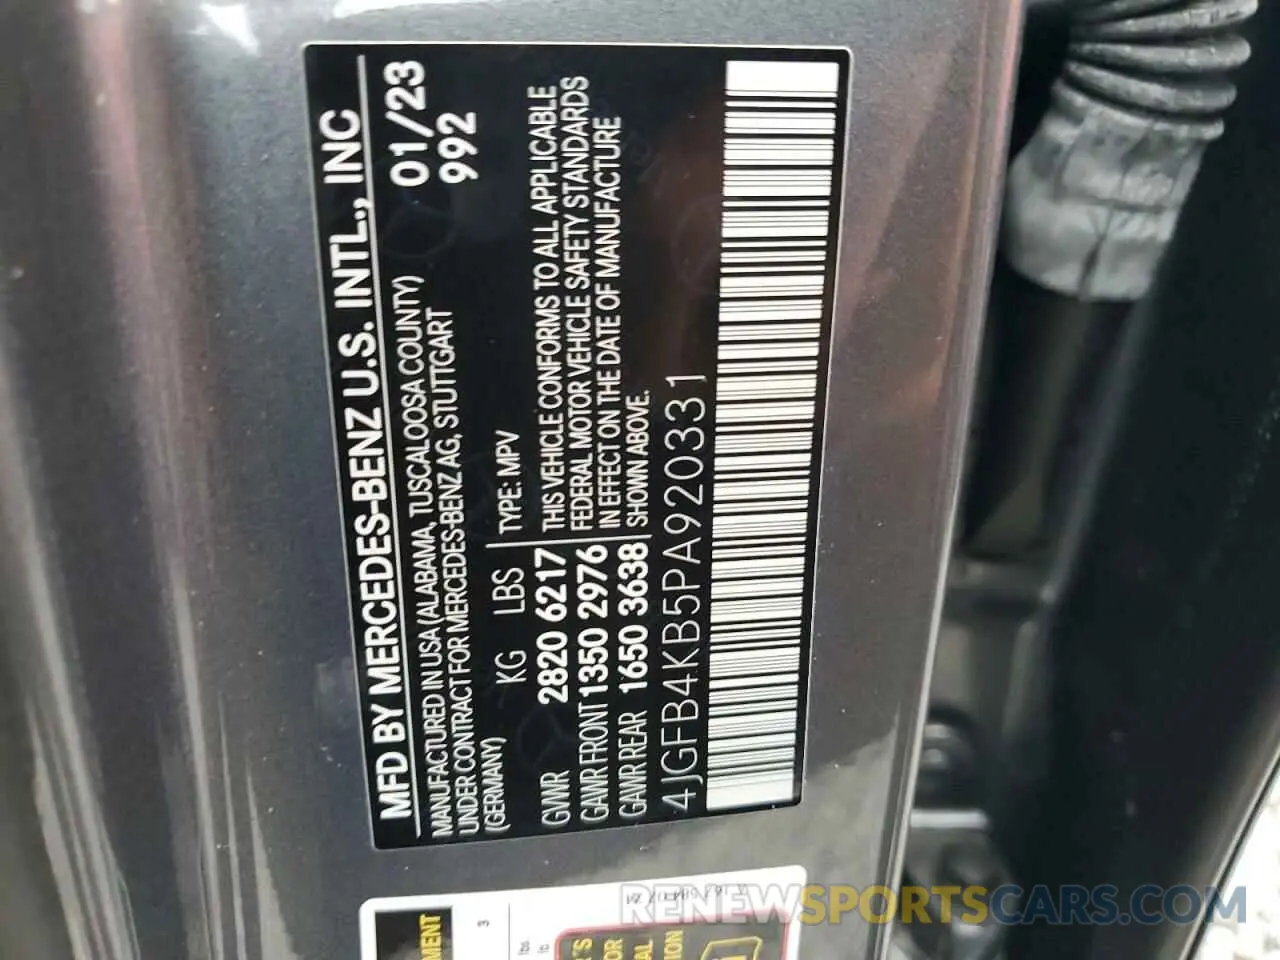 MFD BY MERCEDES-BENZ U.S. INTL., INC
MANUFACTURED IN USA (ALABAMA, TUSCALOOSA COUNTY) 01/23
UNDER CONTRACT FOR MERCEDES-BENZ AG, STUTTGART 992
(GERMANY)
KG LBS TYPE: MPV
GVWR 2820 6217 THIS VEHICLE CONFORMS TO ALL APPLICABLE
GAWR FRONT 1350 2976 FEDERAL MOTOR VEHICLE SAFETY STANDARDS
GAWR REAR 1650 3638 IN EFFECT ON THE DATE OF MANUFACTURE
SHOWN ABOVE.
4JGFB4KB5PA920331
3
lbs
lb
RENEWSPORTSCARS.COM